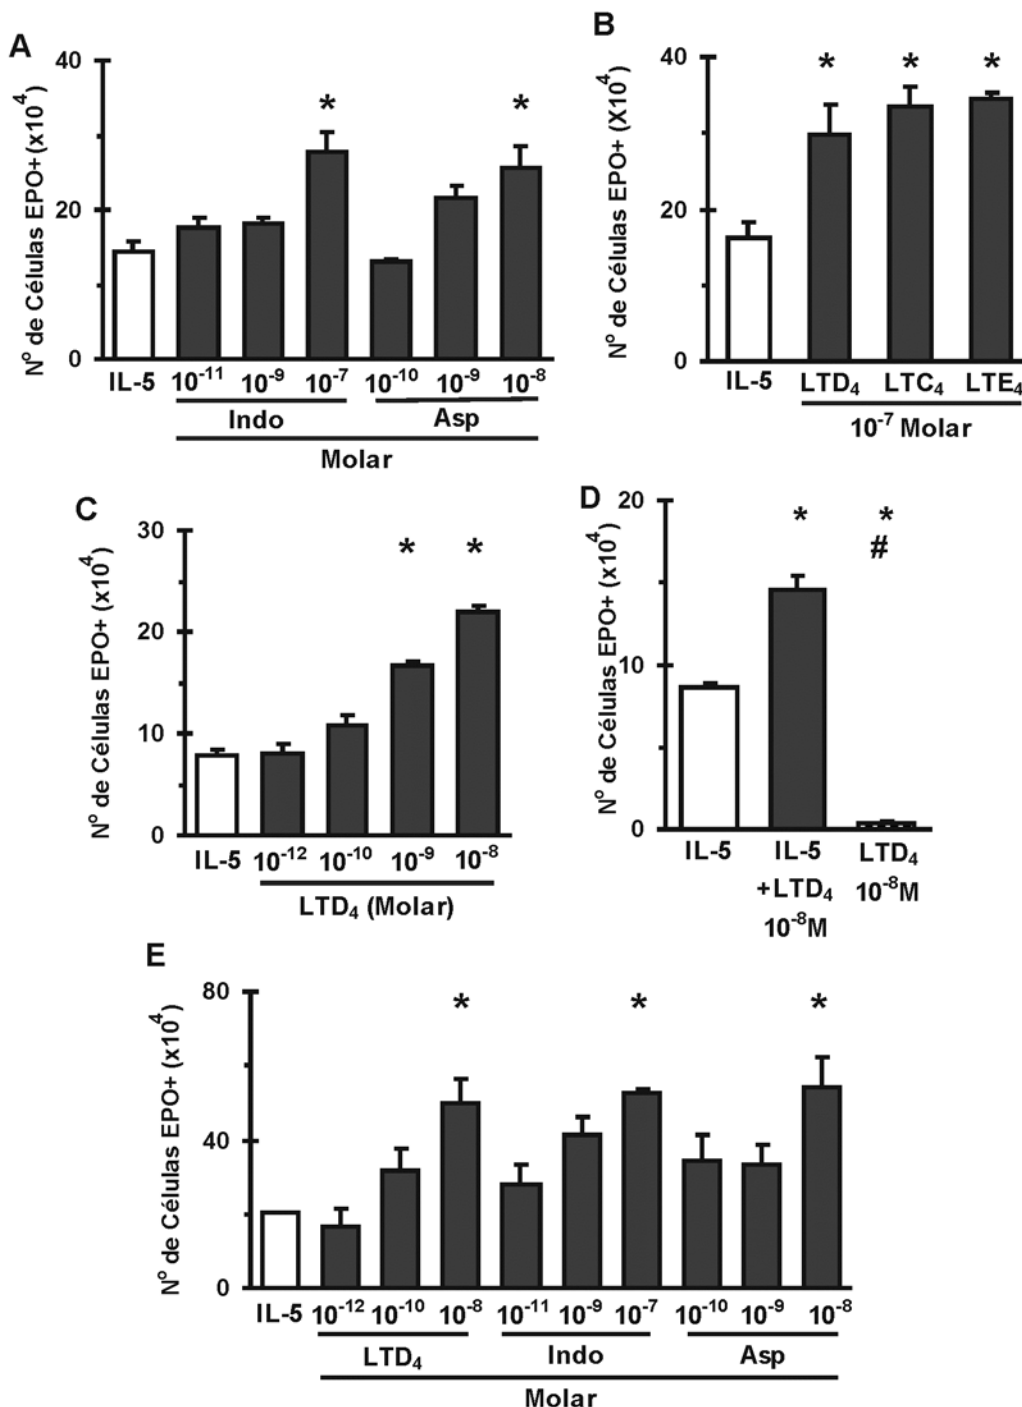 A
Nº de Células EPO+ (x10⁴)
40
20
0
*
*
IL-5 10⁻¹¹ 10⁻⁹ 10⁻⁷ 10⁻¹⁰ 10⁻⁹ 10⁻⁸
Indo Asp
Molar
B
Nº de Células EPO+ (X10⁴)
40
20
0
* * *
IL-5 LTD₄ LTC₄ LTE₄
10⁻⁷ Molar
C
Nº de Células EPO+ (x10⁴)
30
20
10
0
* *
IL-5 10⁻¹² 10⁻¹⁰ 10⁻⁹ 10⁻⁸
LTD₄ (Molar)
D
Nº de Células EPO+ (x10⁴)
20
10
0
* *
#
IL-5 IL-5 LTD₄
+LTD₄ 10⁻⁸M
10⁻⁸M
E
Nº de Células EPO+ (x10⁴)
80
40
0
* * *
IL-5 10⁻¹² 10⁻¹⁰ 10⁻⁸ 10⁻¹¹ 10⁻⁹ 10⁻⁷ 10⁻¹⁰ 10⁻⁹ 10⁻⁸
LTD₄ Indo Asp
Molar